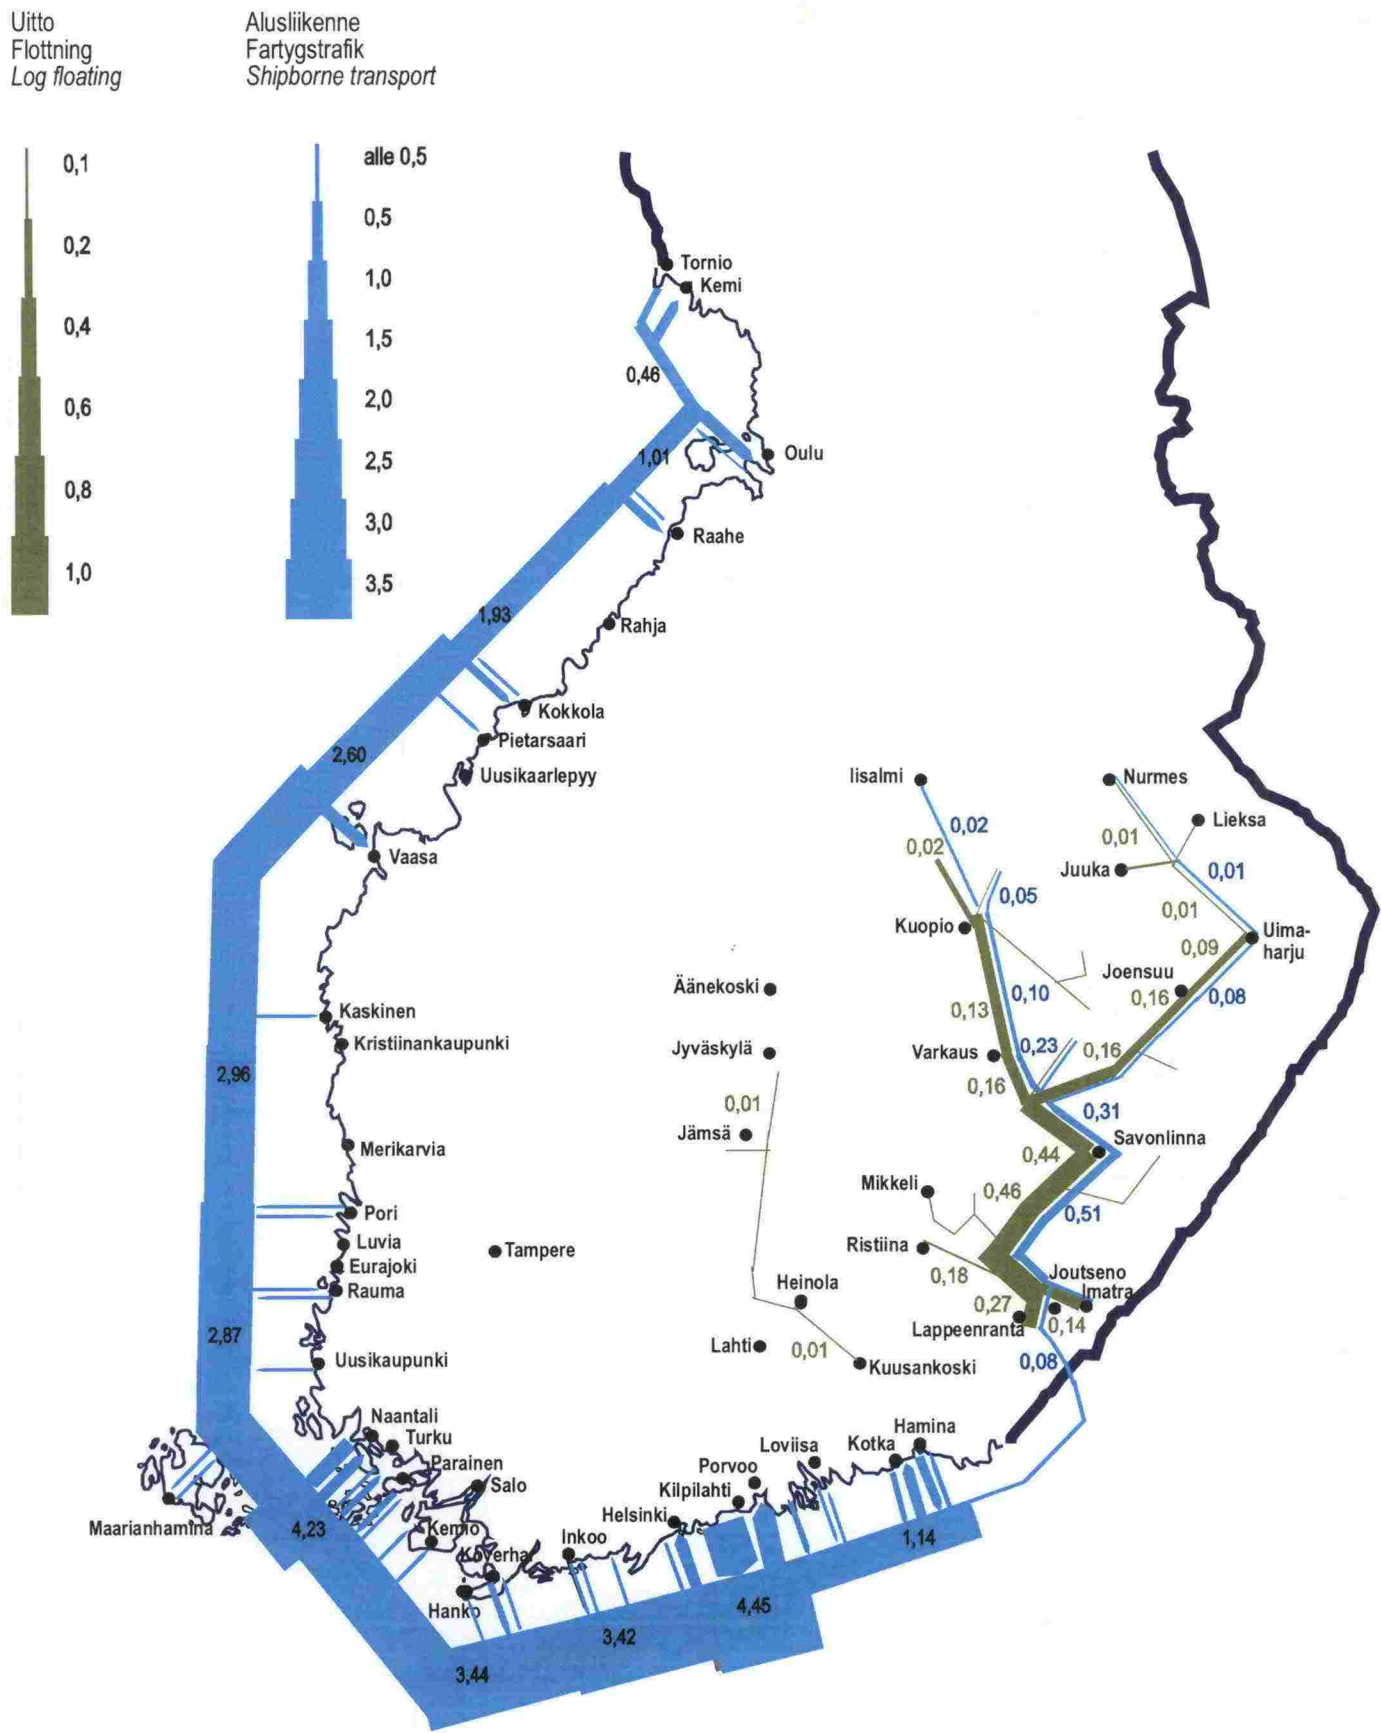 Uitto
Flottning
Log floating
Alusliikenne
Fartygstrafik
Shipborne transport
0,1
0,2
0,4
0,6
0,8
1,0
alle 0,5
0,5
1,0
1,5
2,0
2,5
3,0
3,5
Tornio
Kemi
0,46
Oulu
1,01
Raahe
1,93
Rahja
Kokkola
Pietarsaari
2,60
Uusikaarlepyy
Vaasa
Iisalmi
Nurmes
0,02
0,01
Lieksa
0,02
Juuka
0,01
0,05
0,01
Kuopio
Uima-
harju
0,09
Joensuu
Äänekoski
0,10
0,16
0,08
Kaskinen
0,13
Kristiinankaupunki
Jyväskylä
Varkaus
0,23
0,16
2,96
0,16
0,01
0,31
Jämsä
Savonlinna
Merikarvia
0,44
Mikkeli
0,46
Pori
0,51
Luvia
Tampere
Ristiina
Eurajoki
0,18
Joutseno
Rauma
Heinola
Imatra
0,27
2,87
Lappeenranta
0,14
Lahti
0,01
Uusikaupunki
Kuusankoski
0,08
Naantali
Turku
Hamina
Loviisa
Kotka
Parainen
Porvoo
Salo
Kilpilahti
Maarianhamina
4,23
Kemiö
Helsinki
Inkoo
1,14
Koverhar
Hanko
4,45
3,42
3,44